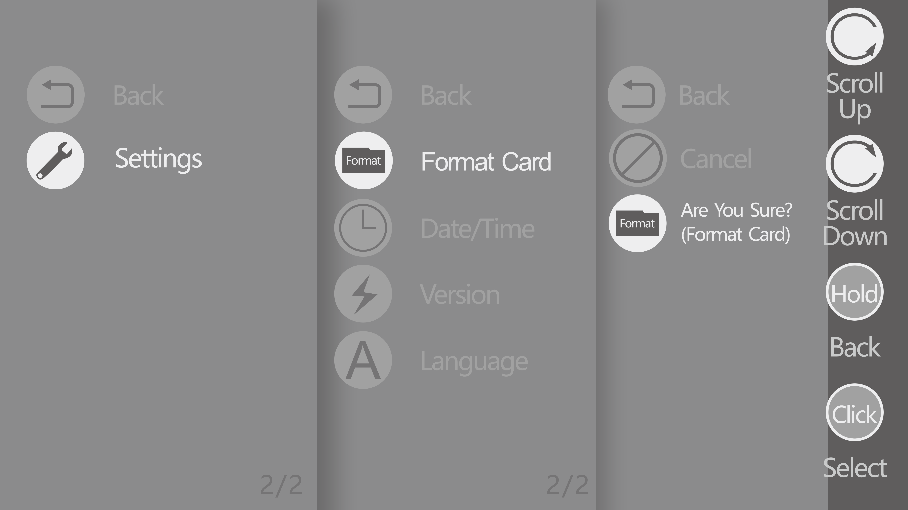 Back
Settings
2/2
Back
Format
Format Card
Date/Time
Version
A
Language
2/2
Back
Cancel
Format
Are You Sure?
(Format Card)
Scroll
Up
Scroll
Down
Hold
Back
Click
Select